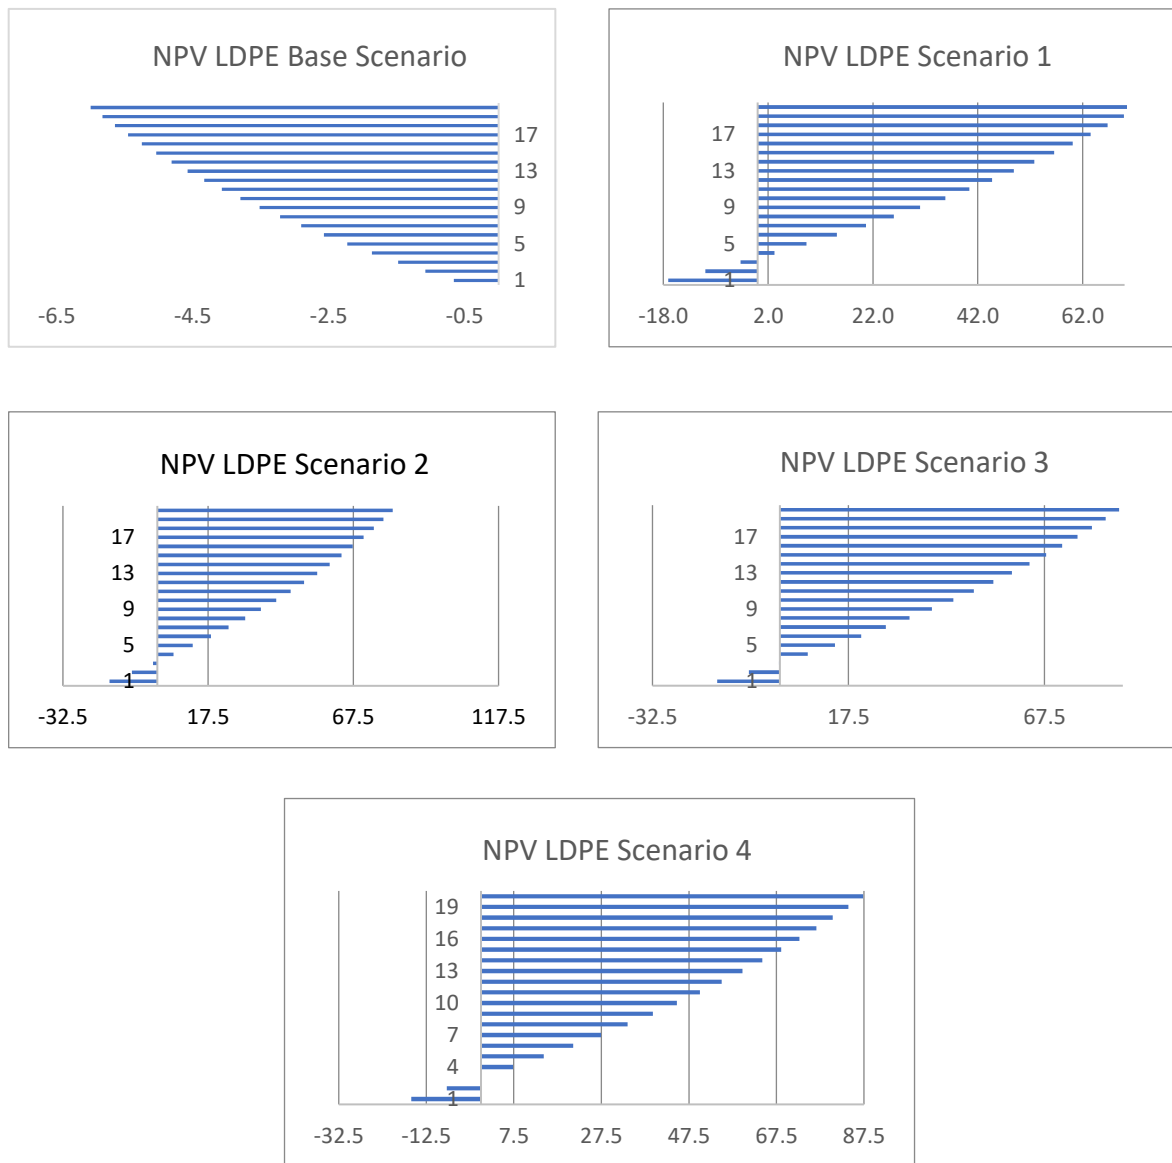 NPV LDPE Base Scenario
17
13
9
5
1
-6.5 -4.5 -2.5 -0.5
NPV LDPE Scenario 1
17
13
9
5
1
-18.0 2.0 22.0 42.0 62.0
NPV LDPE Scenario 2
17
13
9
5
1
-32.5 17.5 67.5 117.5
NPV LDPE Scenario 3
17
13
9
5
1
-32.5 17.5 67.5
NPV LDPE Scenario 4
19
16
13
10
7
4
1
-32.5 -12.5 7.5 27.5 47.5 67.5 87.5